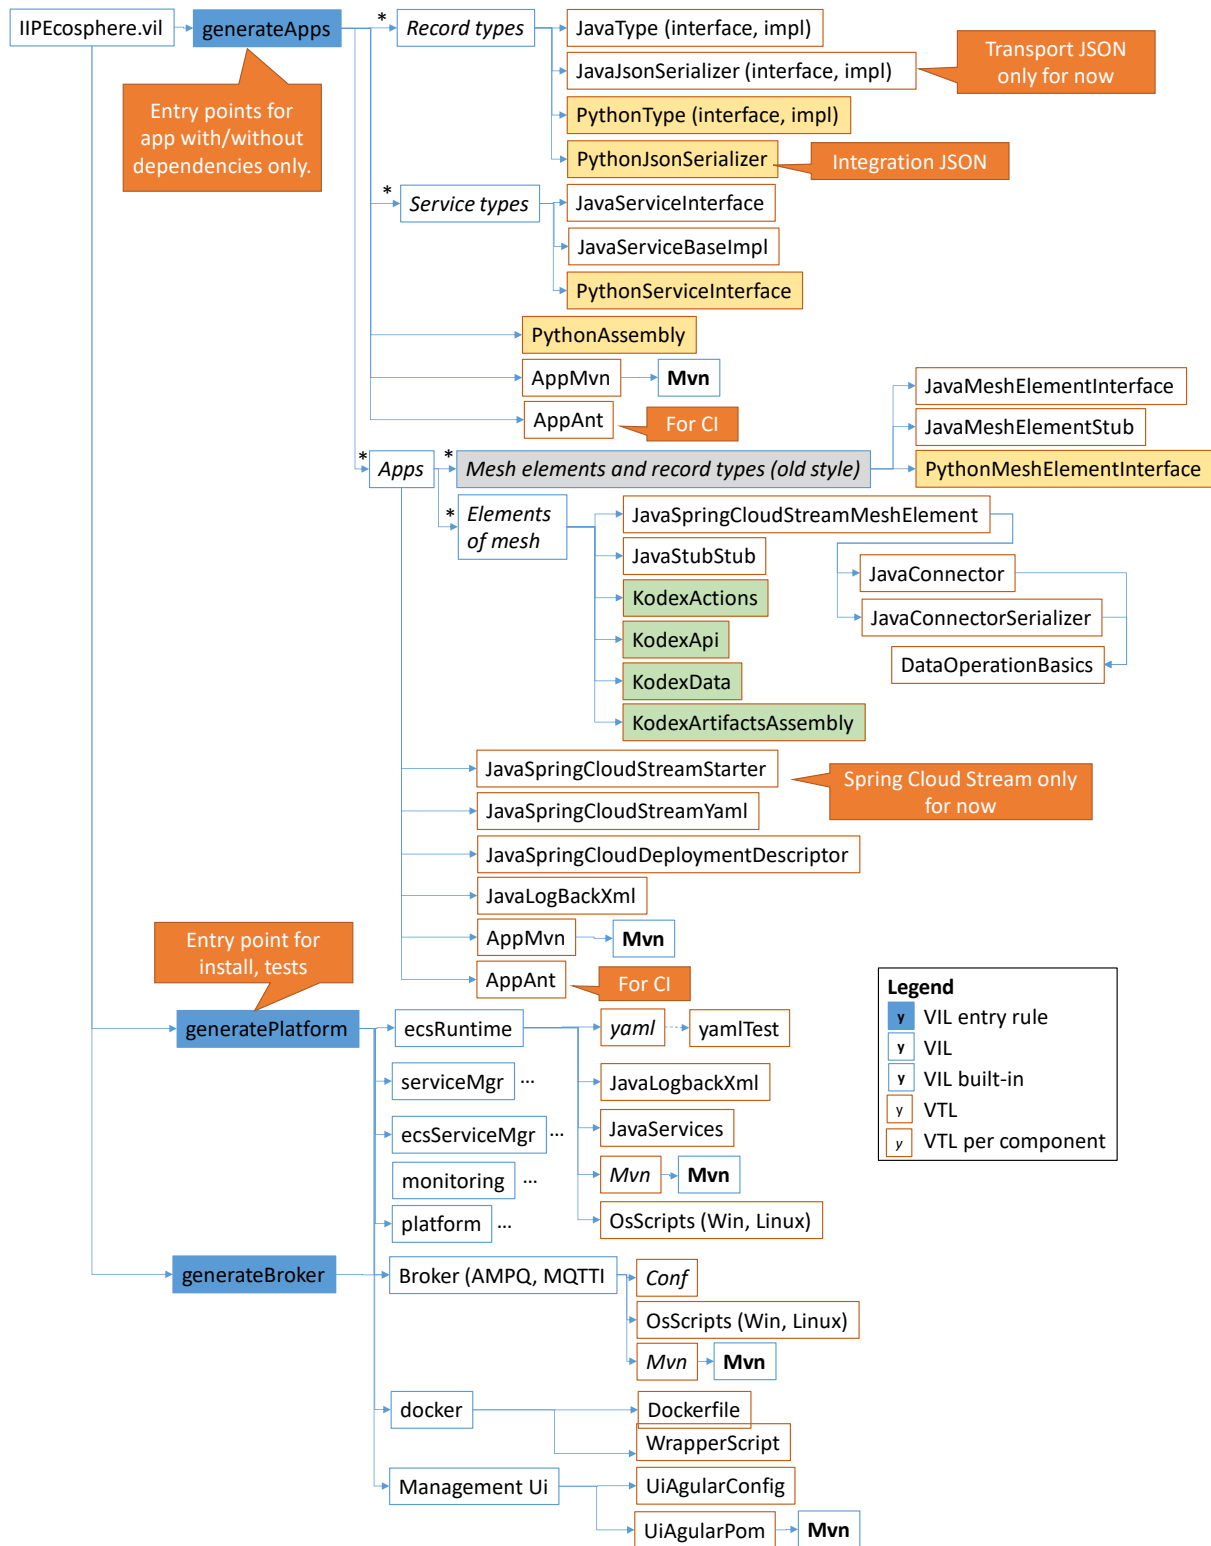 IIPEcosphere.vil
generateApps
*
Record types
JavaType (interface, impl)
JavaJsonSerializer (interface, impl)
Transport JSON
only for now
Entry points for
app with/without
dependencies only.
PythonType (interface, impl)
PythonJsonSerializer
Integration JSON
*
Service types
JavaServiceInterface
JavaServiceBaseImpl
PythonServiceInterface
PythonAssembly
AppMvn
Mvn
AppAnt
For CI
JavaMeshElementInterface
JavaMeshElementStub
PythonMeshElementInterface
*
Apps
*
Mesh elements and record types (old style)
*
Elements
of mesh
JavaSpringCloudStreamMeshElement
JavaStubStub
KodexActions
KodexApi
KodexData
KodexArtifactsAssembly
JavaConnector
JavaConnectorSerializer
DataOperationBasics
JavaSpringCloudStreamStarter
Spring Cloud Stream only
for now
JavaSpringCloudStreamYaml
JavaSpringCloudDeploymentDescriptor
JavaLogBackXml
AppMvn
Mvn
AppAnt
For CI
Entry point for
install, tests
generatePlatform
ecsRuntime
yaml
yamlTest
serviceMgr
...
JavaLogbackXml
ecsServiceMgr
...
JavaServices
monitoring
...
Mvn
Mvn
platform
...
OsScripts (Win, Linux)
Legend
y
VIL entry rule
y
VIL
y
VIL built-in
y
VTL
y
VTL per component
generateBroker
Broker (AMPQ, MQTTI
Conf
OsScripts (Win, Linux)
Mvn
Mvn
docker
Dockerfile
WrapperScript
Management Ui
UiAgularConfig
UiAgularPom
Mvn